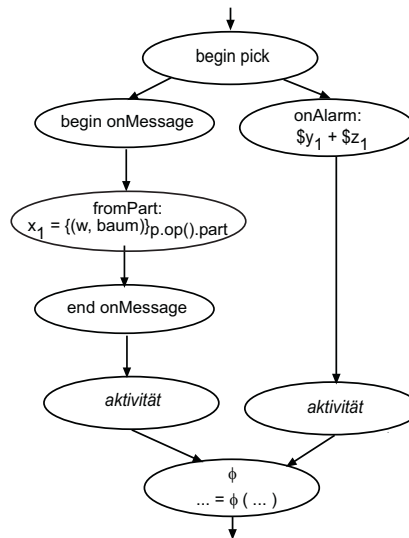 begin pick
begin onMessage
onAlarm:
$y₁ + $z₁
fromPart:
x₁ = {(w, baum)}ₚ.ₒₚ().ₚₐᵣₜ
end onMessage
aktivität
aktivität
ϕ
... = ϕ ( ... )